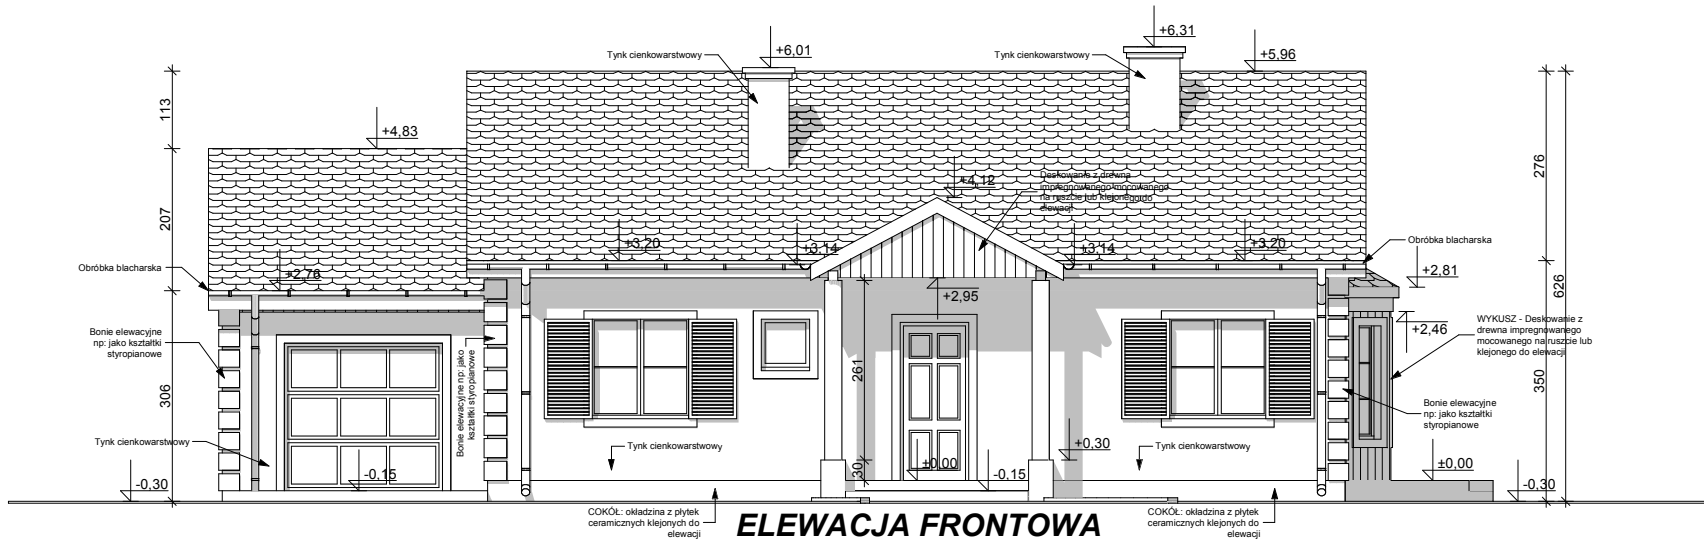 +6,31
Tynk cienkowarstwowy
+6,01
Tynk cienkowarstwowy
+5,96
113
+4,83
276
+4,12
Deskowanie z drewna
impregnowanego mocowanego
na ruszcie lub klejonego do
elewacji
207
+3,20
+3,14
+3,14
+3,20
Obróbka blacharska
Obróbka blacharska
+2,76
+2,81
626
+2,95
Bonie elewacyjne
np: jako kształtki
styropianowe
+2,46
WYKUSZ - Deskowanie z
drewna impregnowanego
mocowanego na ruszcie lub
klejonego do elewacji
Bonie elewacyjne np: jako
kształtki styropianowe
306
261
350
Bonie elewacyjne
np: jako kształtki
styropianowe
Tynk cienkowarstwowy
Tynk cienkowarstwowy
+0,30
Tynk cienkowarstwowy
30
-0,30
-0,15
±0,00
-0,15
±0,00
-0,30
COKÓŁ: okładzina z płytek
ceramicznych klejonych do
elewacji
ELEWACJA FRONTOWA
COKÓŁ: okładzina z płytek
ceramicznych klejonych do
elewacji